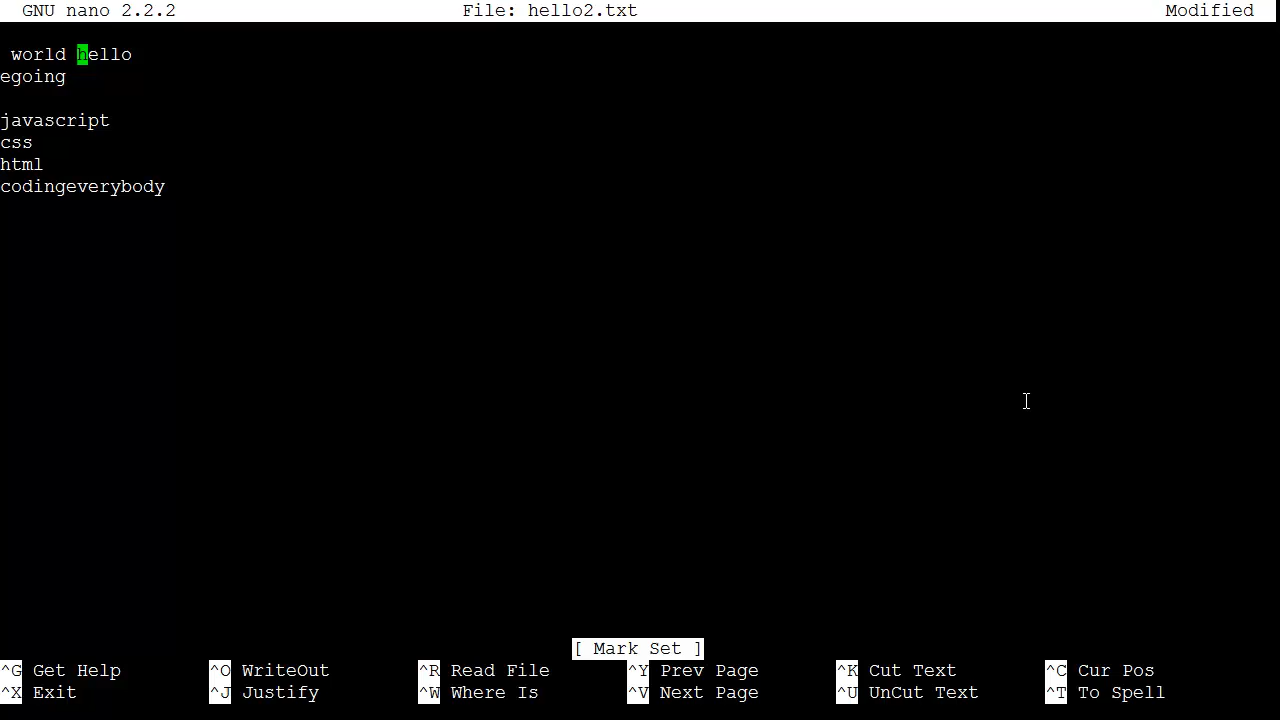 GNU nano 2.2.2 File: hello2.txt Modified
world hello
egoing
javascript
css
html
codingeverybody
[ Mark Set ]
^G Get Help ^O WriteOut ^R Read File ^Y Prev Page ^K Cut Text ^C Cur Pos
^X Exit ^J Justify ^W Where Is ^V Next Page ^U UnCut Text ^T To Spell